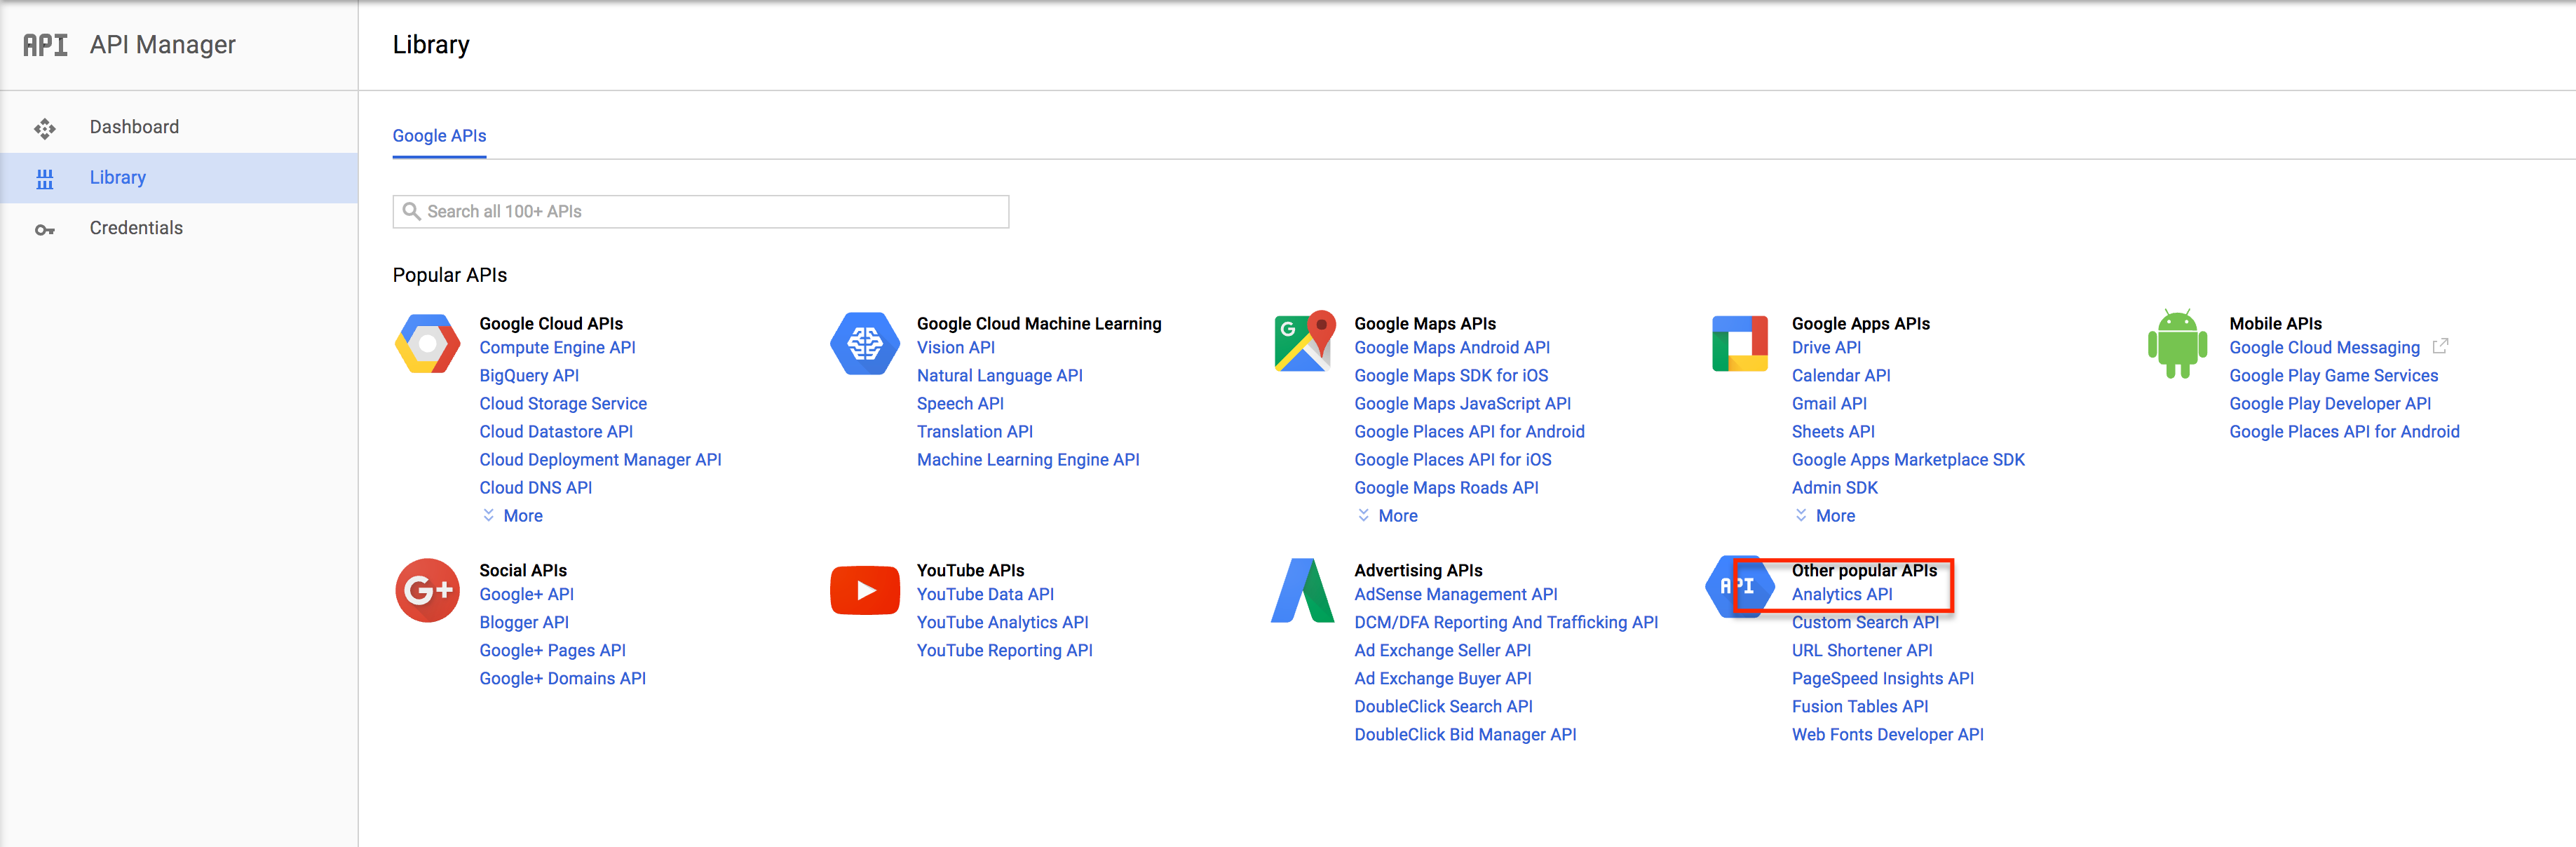 API API Manager
Library
Dashboard
Library
Credentials
Google APIs
Search all 100+ APIs
Popular APIs
Google Cloud APIs
Compute Engine API
BigQuery API
Cloud Storage Service
Cloud Datastore API
Cloud Deployment Manager API
Cloud DNS API
More
Google Cloud Machine Learning
Vision API
Natural Language API
Speech API
Translation API
Machine Learning Engine API
G
Google Maps APIs
Google Maps Android API
Google Maps SDK for iOS
Google Maps JavaScript API
Google Places API for Android
Google Places API for iOS
Google Maps Roads API
More
Google Apps APIs
Drive API
Calendar API
Gmail API
Sheets API
Google Apps Marketplace SDK
Admin SDK
More
Mobile APIs
Google Cloud Messaging
Google Play Game Services
Google Play Developer API
Google Places API for Android
G+
Social APIs
Google+ API
Blogger API
Google+ Pages API
Google+ Domains API
YouTube APIs
YouTube Data API
YouTube Analytics API
YouTube Reporting API
Advertising APIs
AdSense Management API
DCM/DFA Reporting And Trafficking API
Ad Exchange Seller API
Ad Exchange Buyer API
DoubleClick Search API
DoubleClick Bid Manager API
API
Other popular APIs
Analytics API
Custom Search API
URL Shortener API
PageSpeed Insights API
Fusion Tables API
Web Fonts Developer API